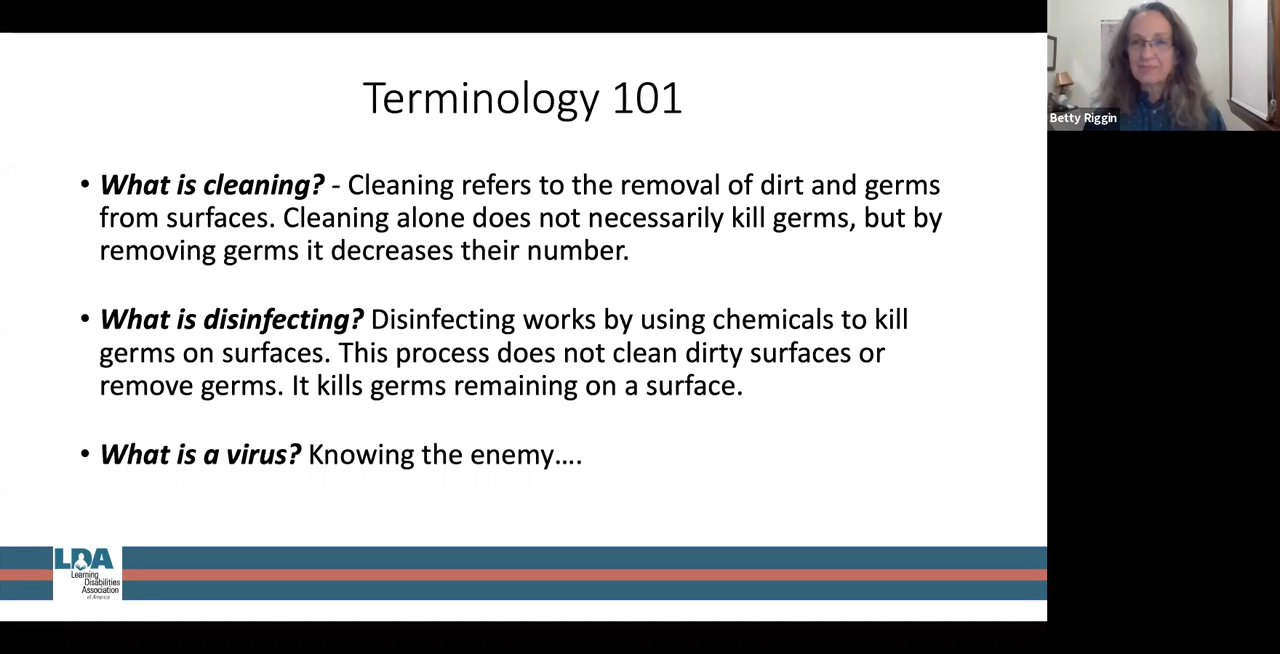 Terminology 101
• What is cleaning? - Cleaning refers to the removal of dirt and germs
from surfaces. Cleaning alone does not necessarily kill germs, but by
removing germs it decreases their number.
• What is disinfecting? Disinfecting works by using chemicals to kill
germs on surfaces. This process does not clean dirty surfaces or
remove germs. It kills germs remaining on a surface.
• What is a virus? Knowing the enemy....
LDA
Learning
Disabilities
Association
of America
Betty Riggin